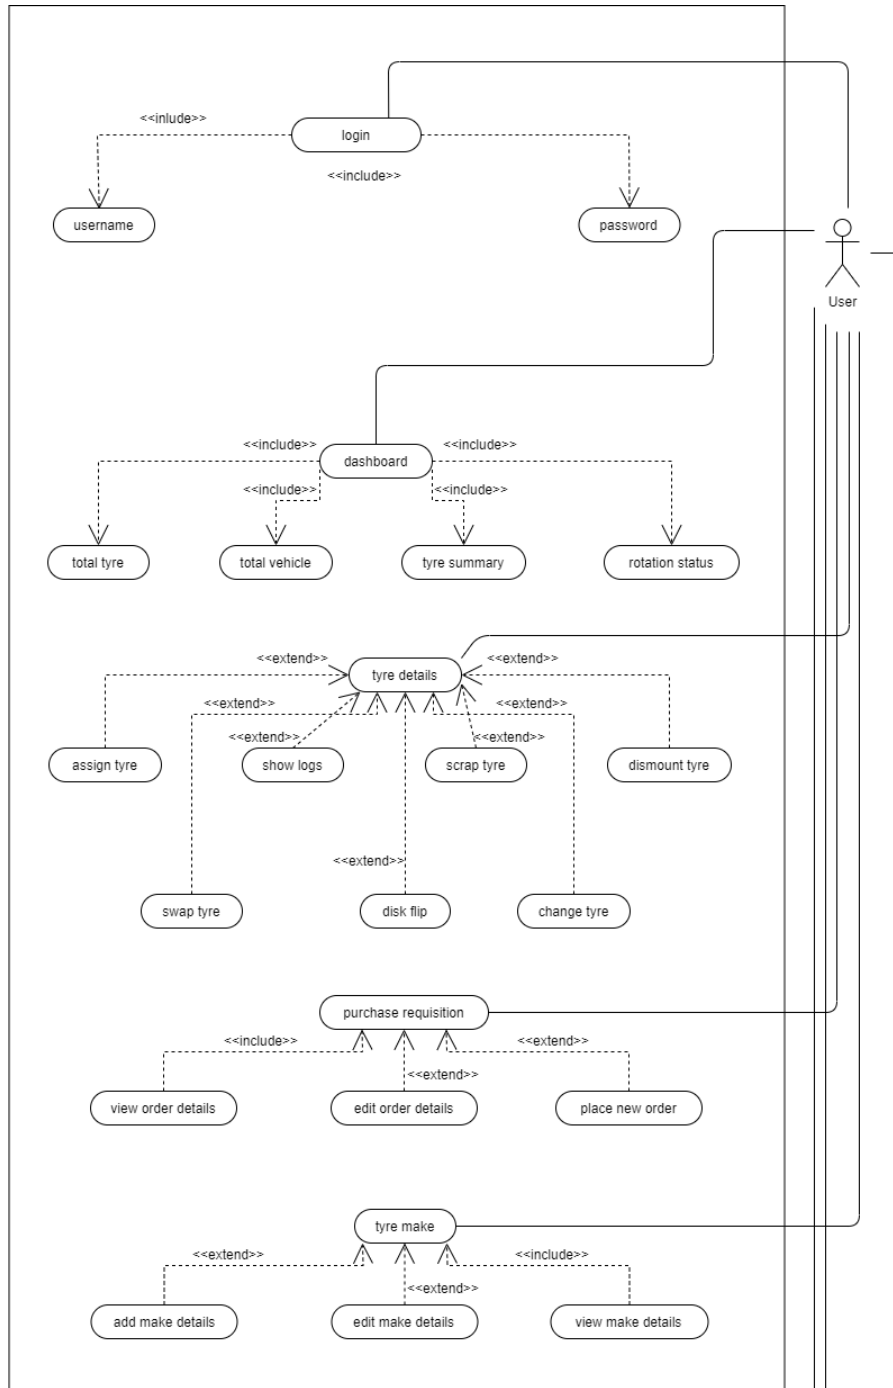 <<inlude>>
login
<<include>>
username
password
User
<<include>>
<<include>>
dashboard
<<include>>
<<include>>
total tyre
total vehicle
tyre summary
rotation status
<<extend>>
<<extend>>
tyre details
<<extend>>
<<extend>>
<<extend>>
<<extend>>
assign tyre
show logs
scrap tyre
dismount tyre
<<extend>>
swap tyre
disk flip
change tyre
purchase requisition
<<include>>
<<extend>>
<<extend>>
view order details
edit order details
place new order
tyre make
<<extend>>
<<include>>
<<extend>>
add make details
edit make details
view make details